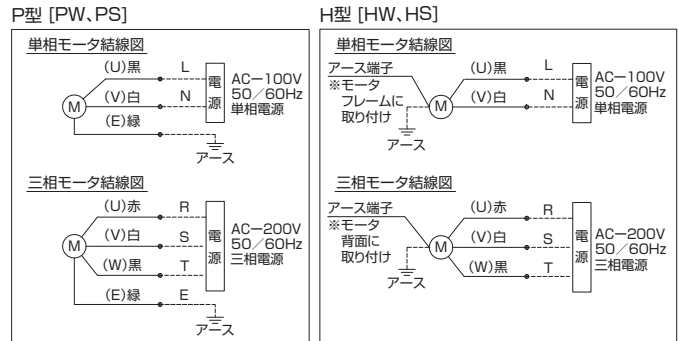 P型 [PW、PS]
単相モータ結線図
(U)黒 L
(V)白 N
(E)緑
M
電源
AC－100V
50／60Hz
単相電源
アース
三相モータ結線図
(U)赤 R
(V)白 S
(W)黒 T
(E)緑 E
M
電源
AC－200V
50／60Hz
三相電源
アース
H型 [HW、HS]
単相モータ結線図
アース端子
※モータ
フレームに
取り付け
アース
M
(U)黒 L
(V)白 N
電源
AC－100V
50／60Hz
単相電源
三相モータ結線図
アース端子
※モータ
背面に
取り付け
アース
M
(U)赤 R
(V)白 S
(W)黒 T
電源
AC－200V
50／60Hz
三相電源